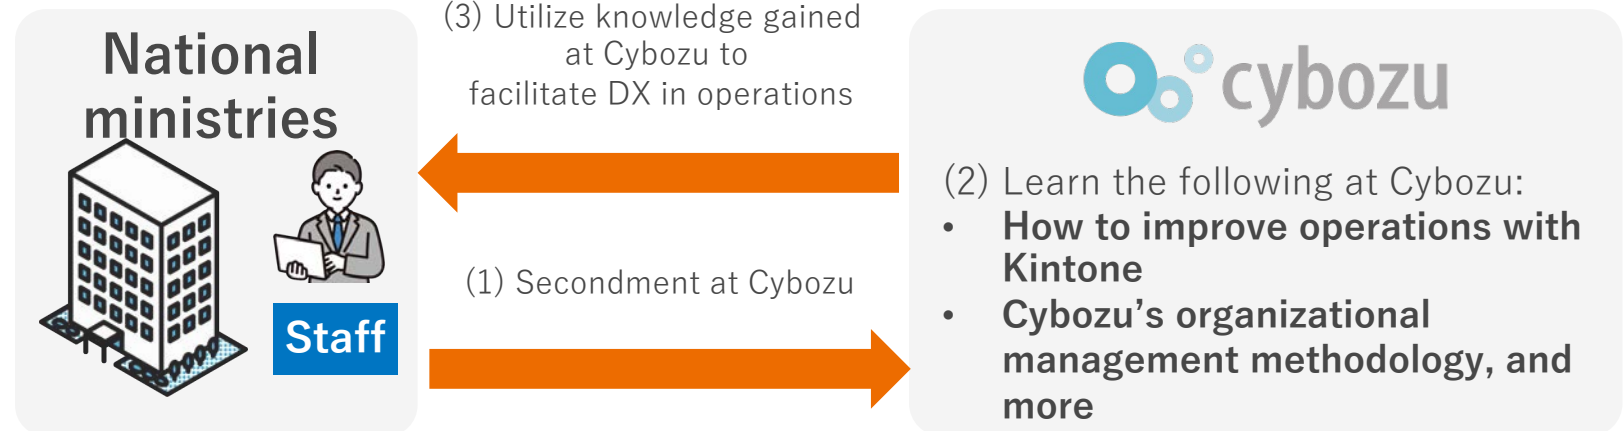 National
ministries
Staff
(3) Utilize knowledge gained
at Cybozu to
facilitate DX in operations
(1) Secondment at Cybozu
cybozu
(2) Learn the following at Cybozu:
• How to improve operations with
Kintone
• Cybozu’s organizational
management methodology, and
more